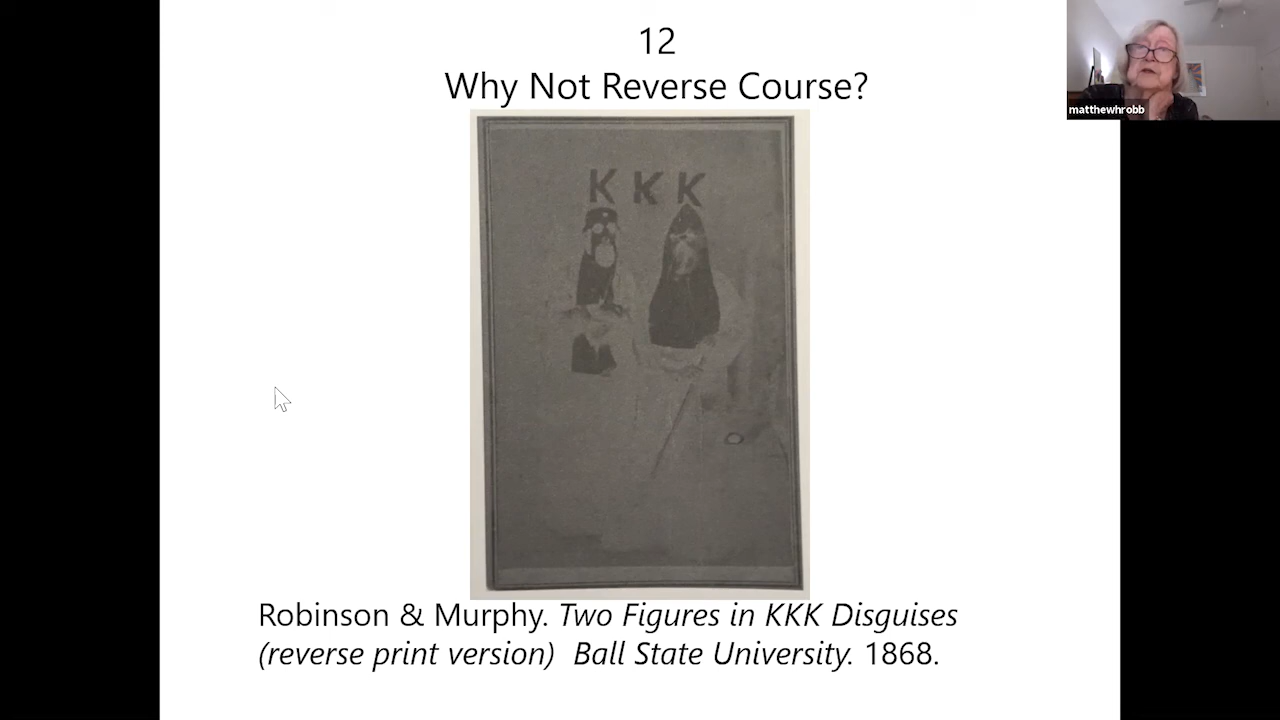 12
Why Not Reverse Course?
matthewhrobb
K K K
Robinson & Murphy. Two Figures in KKK Disguises
(reverse print version) Ball State University. 1868.